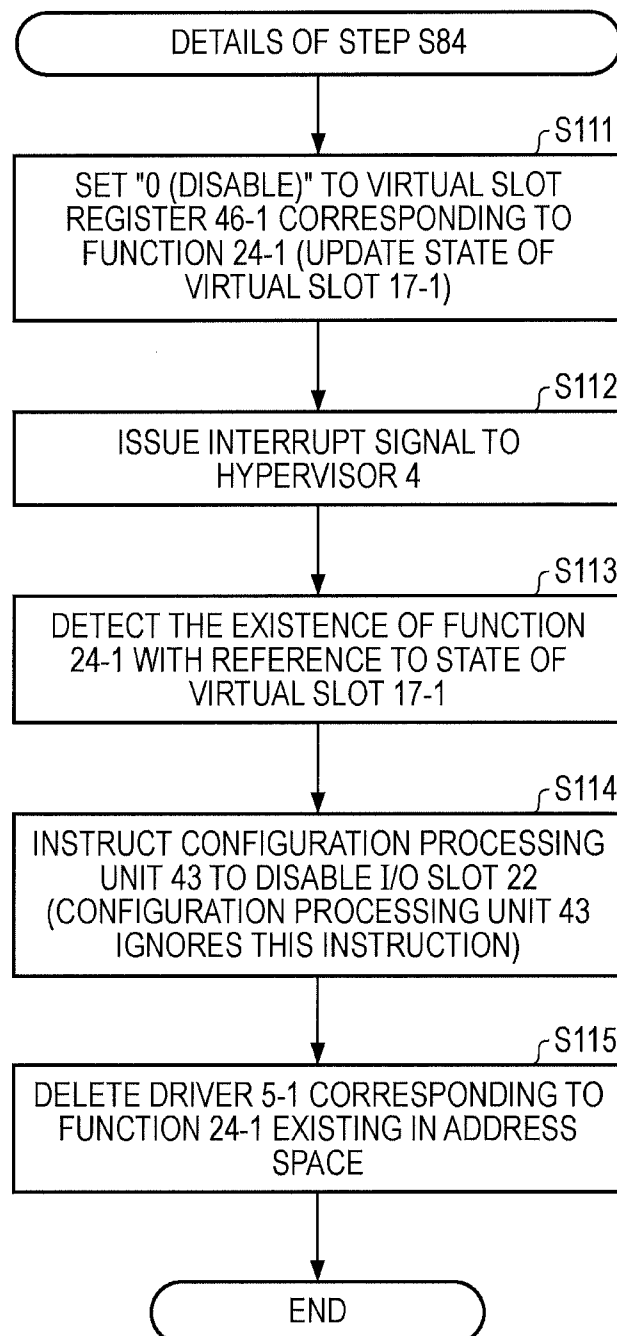 DETAILS OF STEP S84
S111
SET "0 (DISABLE)" TO VIRTUAL SLOT
REGISTER 46-1 CORRESPONDING TO
FUNCTION 24-1 (UPDATE STATE OF
VIRTUAL SLOT 17-1)
S112
ISSUE INTERRUPT SIGNAL TO
HYPERVISOR 4
S113
DETECT THE EXISTENCE OF FUNCTION
24-1 WITH REFERENCE TO STATE OF
VIRTUAL SLOT 17-1
S114
INSTRUCT CONFIGURATION PROCESSING
UNIT 43 TO DISABLE I/O SLOT 22
(CONFIGURATION PROCESSING UNIT 43
IGNORES THIS INSTRUCTION)
S115
DELETE DRIVER 5-1 CORRESPONDING TO
FUNCTION 24-1 EXISTING IN ADDRESS
SPACE
END